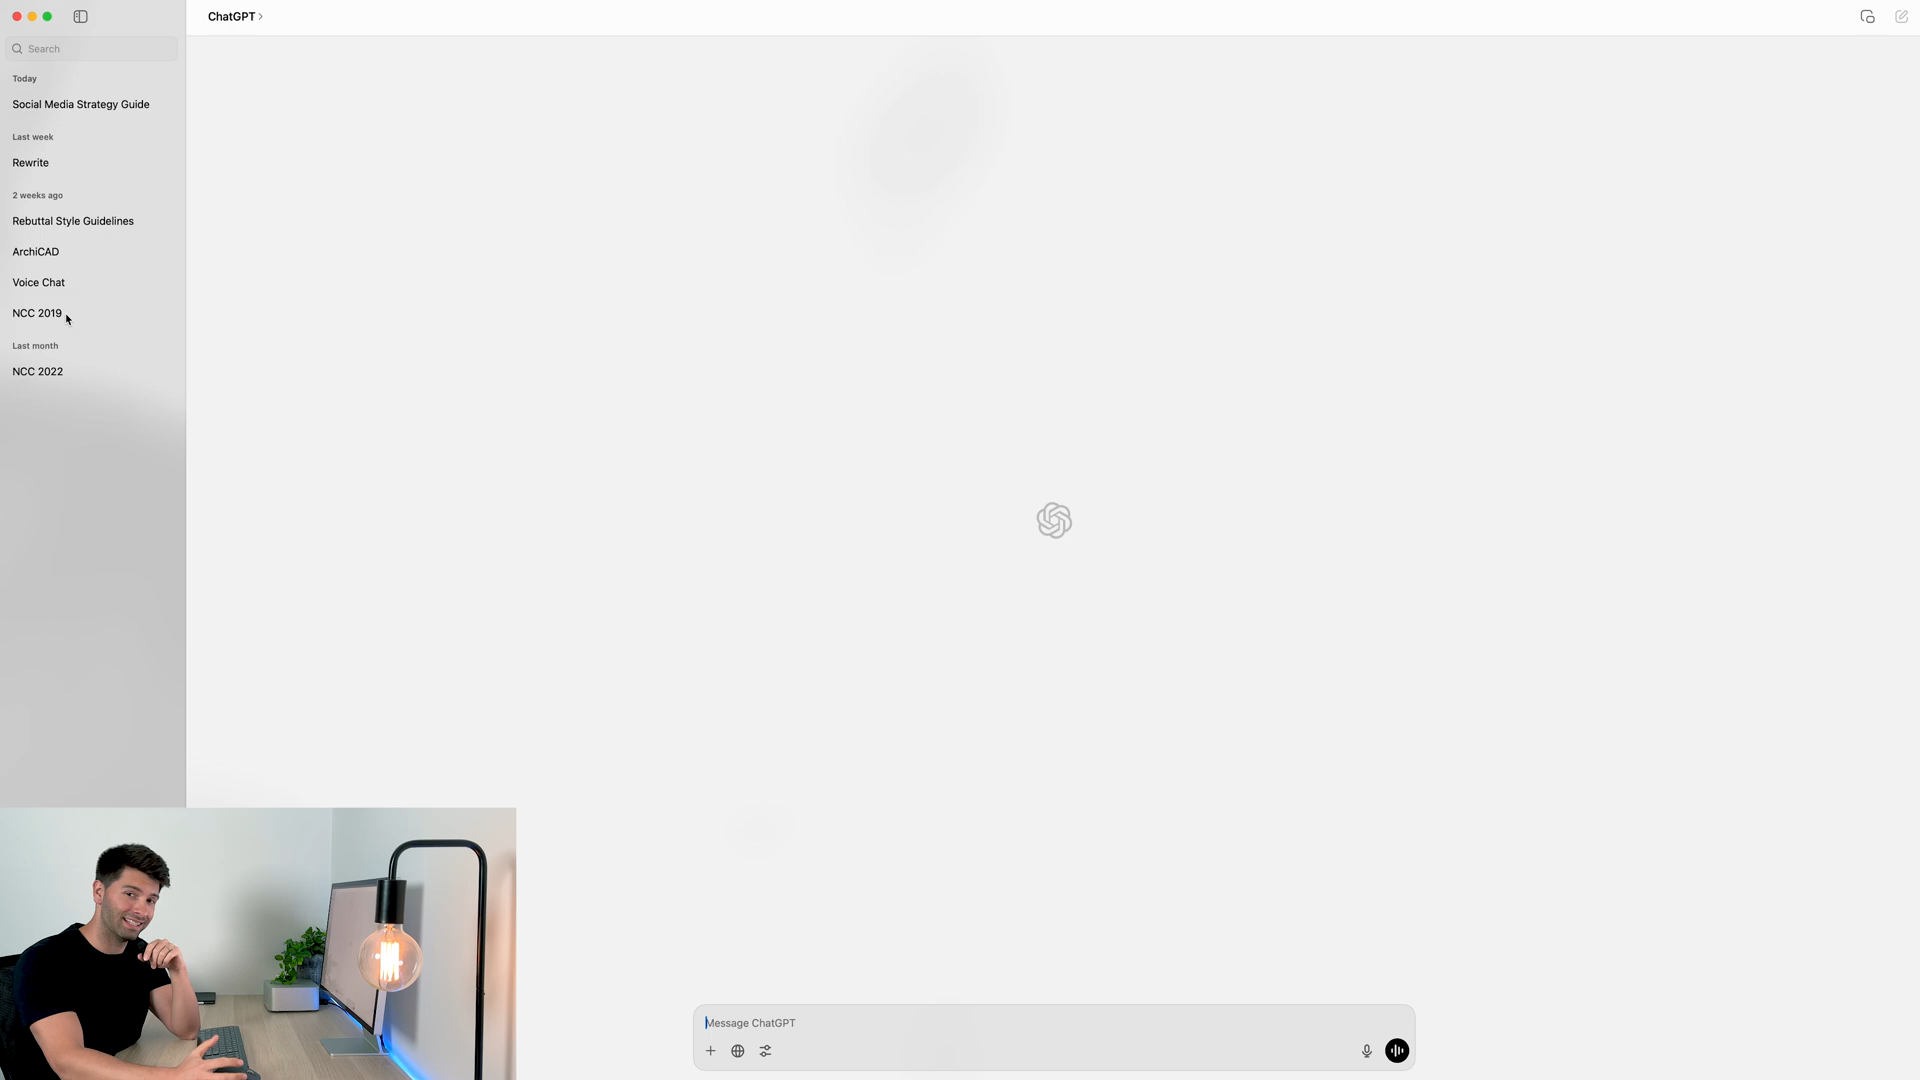 ChatGPT
Search
Today
Social Media Strategy Guide
Last week
Rewrite
2 weeks ago
Rebuttal Style Guidelines
ArchiCAD
Voice Chat
NCC 2019
Last month
NCC 2022
Message ChatGPT